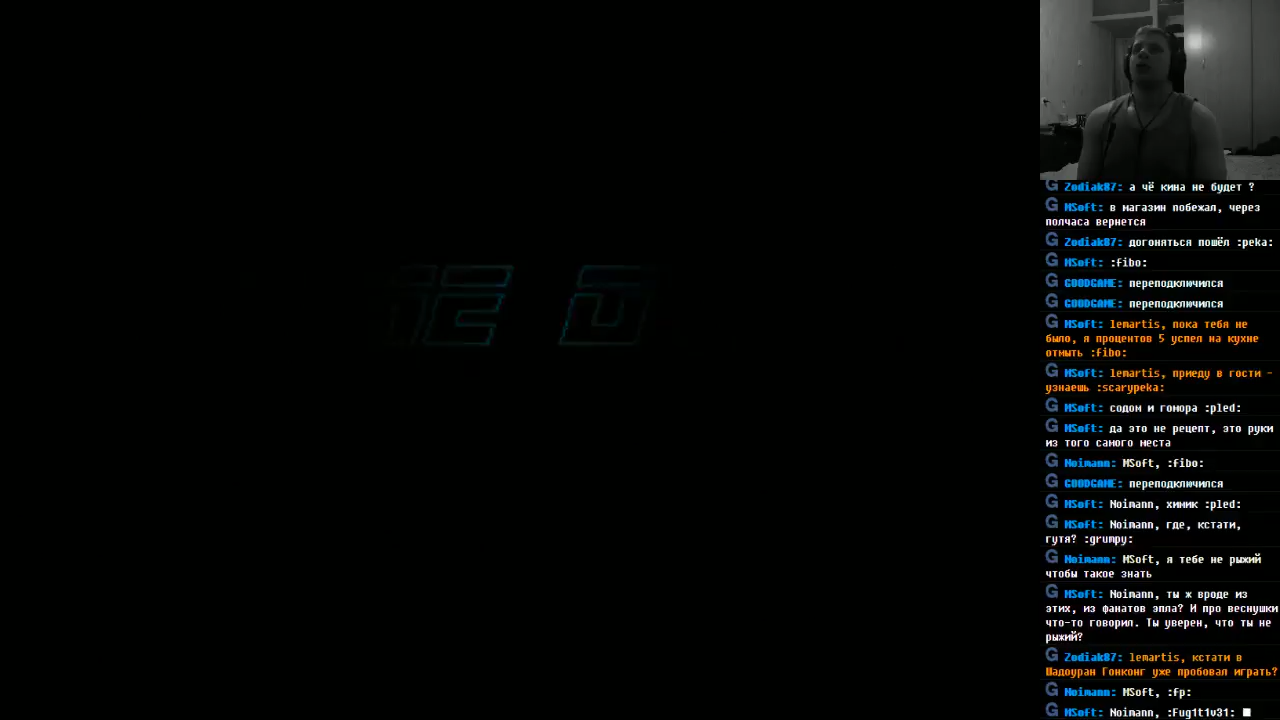 Zodiak87: а чё кина не будет ?
MSoft: в магазин побежал, через
полчаса вернется
Zodiak87: догоняться пошёл :peka:
MSoft: :fibo:
GOODGAME: переподключился
GOODGAME: переподключился
MSoft: lemartis, пока тебя не
было, я процентов 5 успел на кухне
отмыть :fibo:
MSoft: lemartis, приеду в гости -
узнаешь :scarypeka:
MSoft: содом и гомора :pled:
MSoft: да это не рецепт, это руки
из того самого места
Noimann: MSoft, :fibo:
GOODGAME: переподключился
MSoft: Noimann, химик :pled:
MSoft: Noimann, где, кстати,
гутя? :grumpy:
Noimann: MSoft, я тебе не рыжий
чтобы такое знать
MSoft: Noimann, ты ж вроде из
этих, из фанатов эпла? И про веснушки
что-то говорил. Ты уверен, что ты не
рыжий?
Zodiak87: lemartis, кстати в
Шадоуран Гонконг уже пробовал играть?
Noimann: MSoft, :fp:
MSoft: Noimann, :Fug1t1v31: